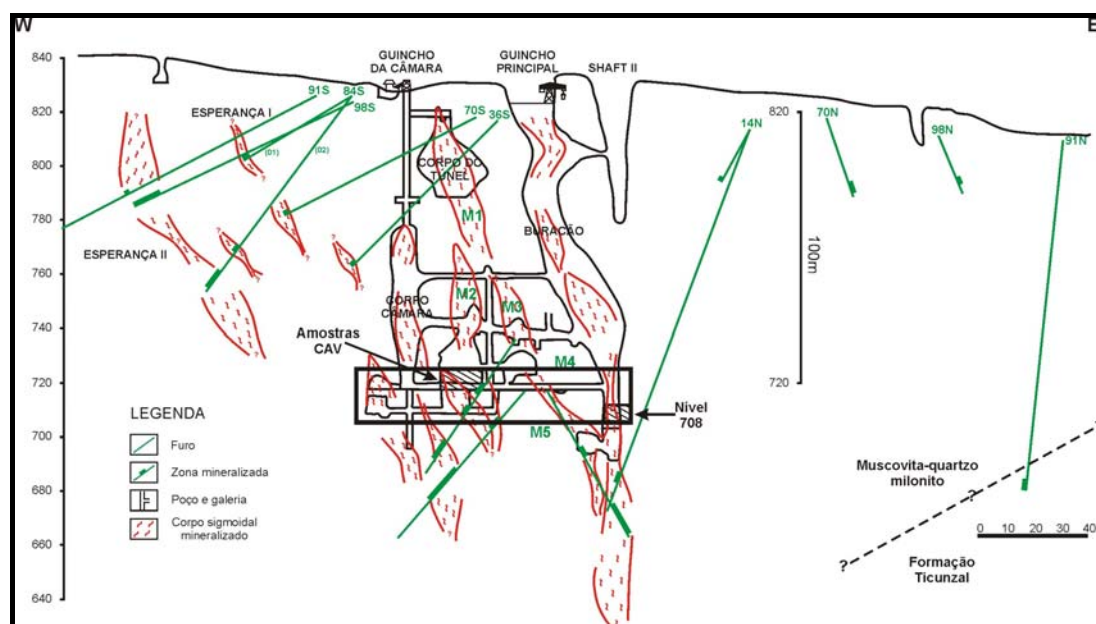 W
E
840
820
800
780
760
740
720
700
680
660
640
GUINCHO
DA CÂMARA
GUINCHO
PRINCIPAL
SHAFT II
91S
84S
98S
70S
36S
ESPERANÇA I
(01)
(02)
CORPO DO
TÚNEL
M1
ESPERANÇA II
BURACÃO
M2
M3
CORPO
CÂMARA
Amostras
CAV
M4
M5
Nível
708
14N
820
70N
98N
91N
100m
720
LEGENDA
Furo
Zona mineralizada
Poço e galeria
Corpo sigmoidal
mineralizado
Muscovita-quartzo
milonito
?
?
Formação
Ticunzal
0 10 20 30 40